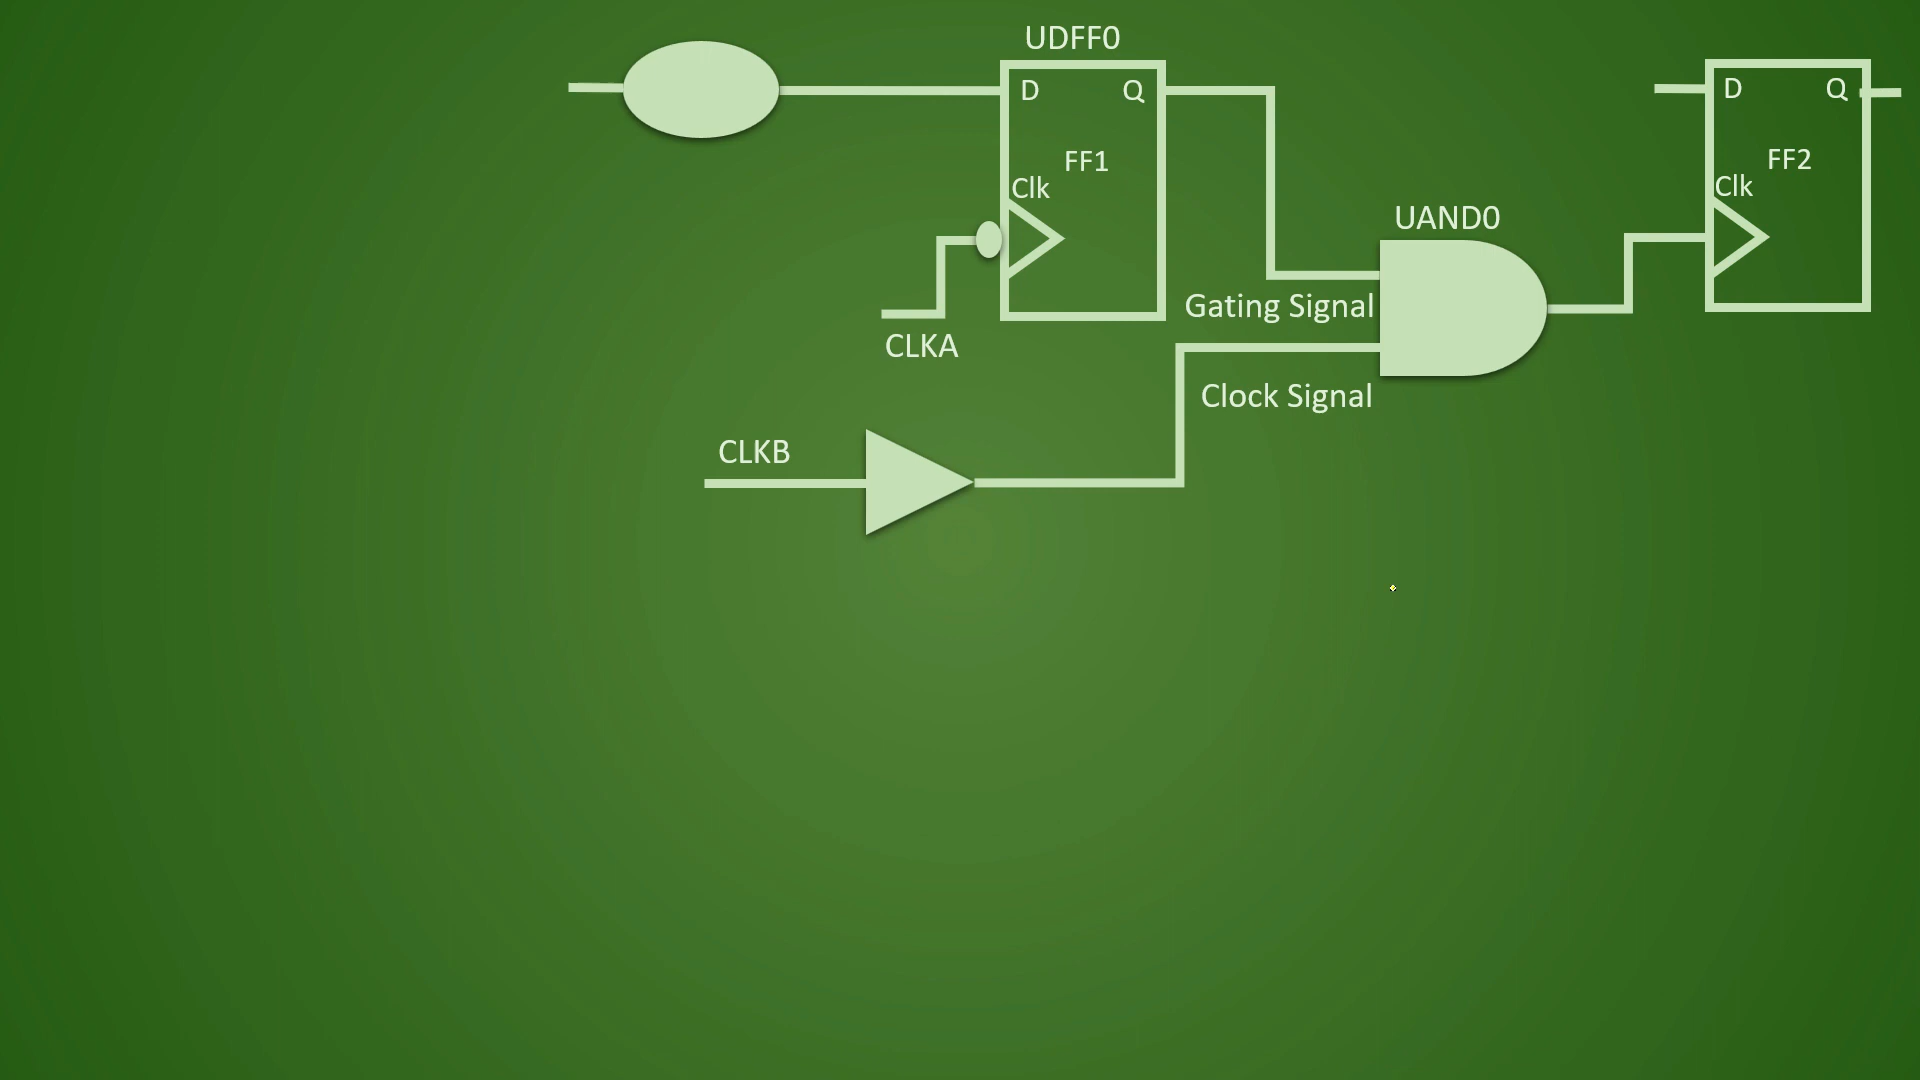 UDFF0
D Q
FF1
Clk
CLKA
D Q
FF2
Clk
UAND0
Gating Signal
Clock Signal
CLKB